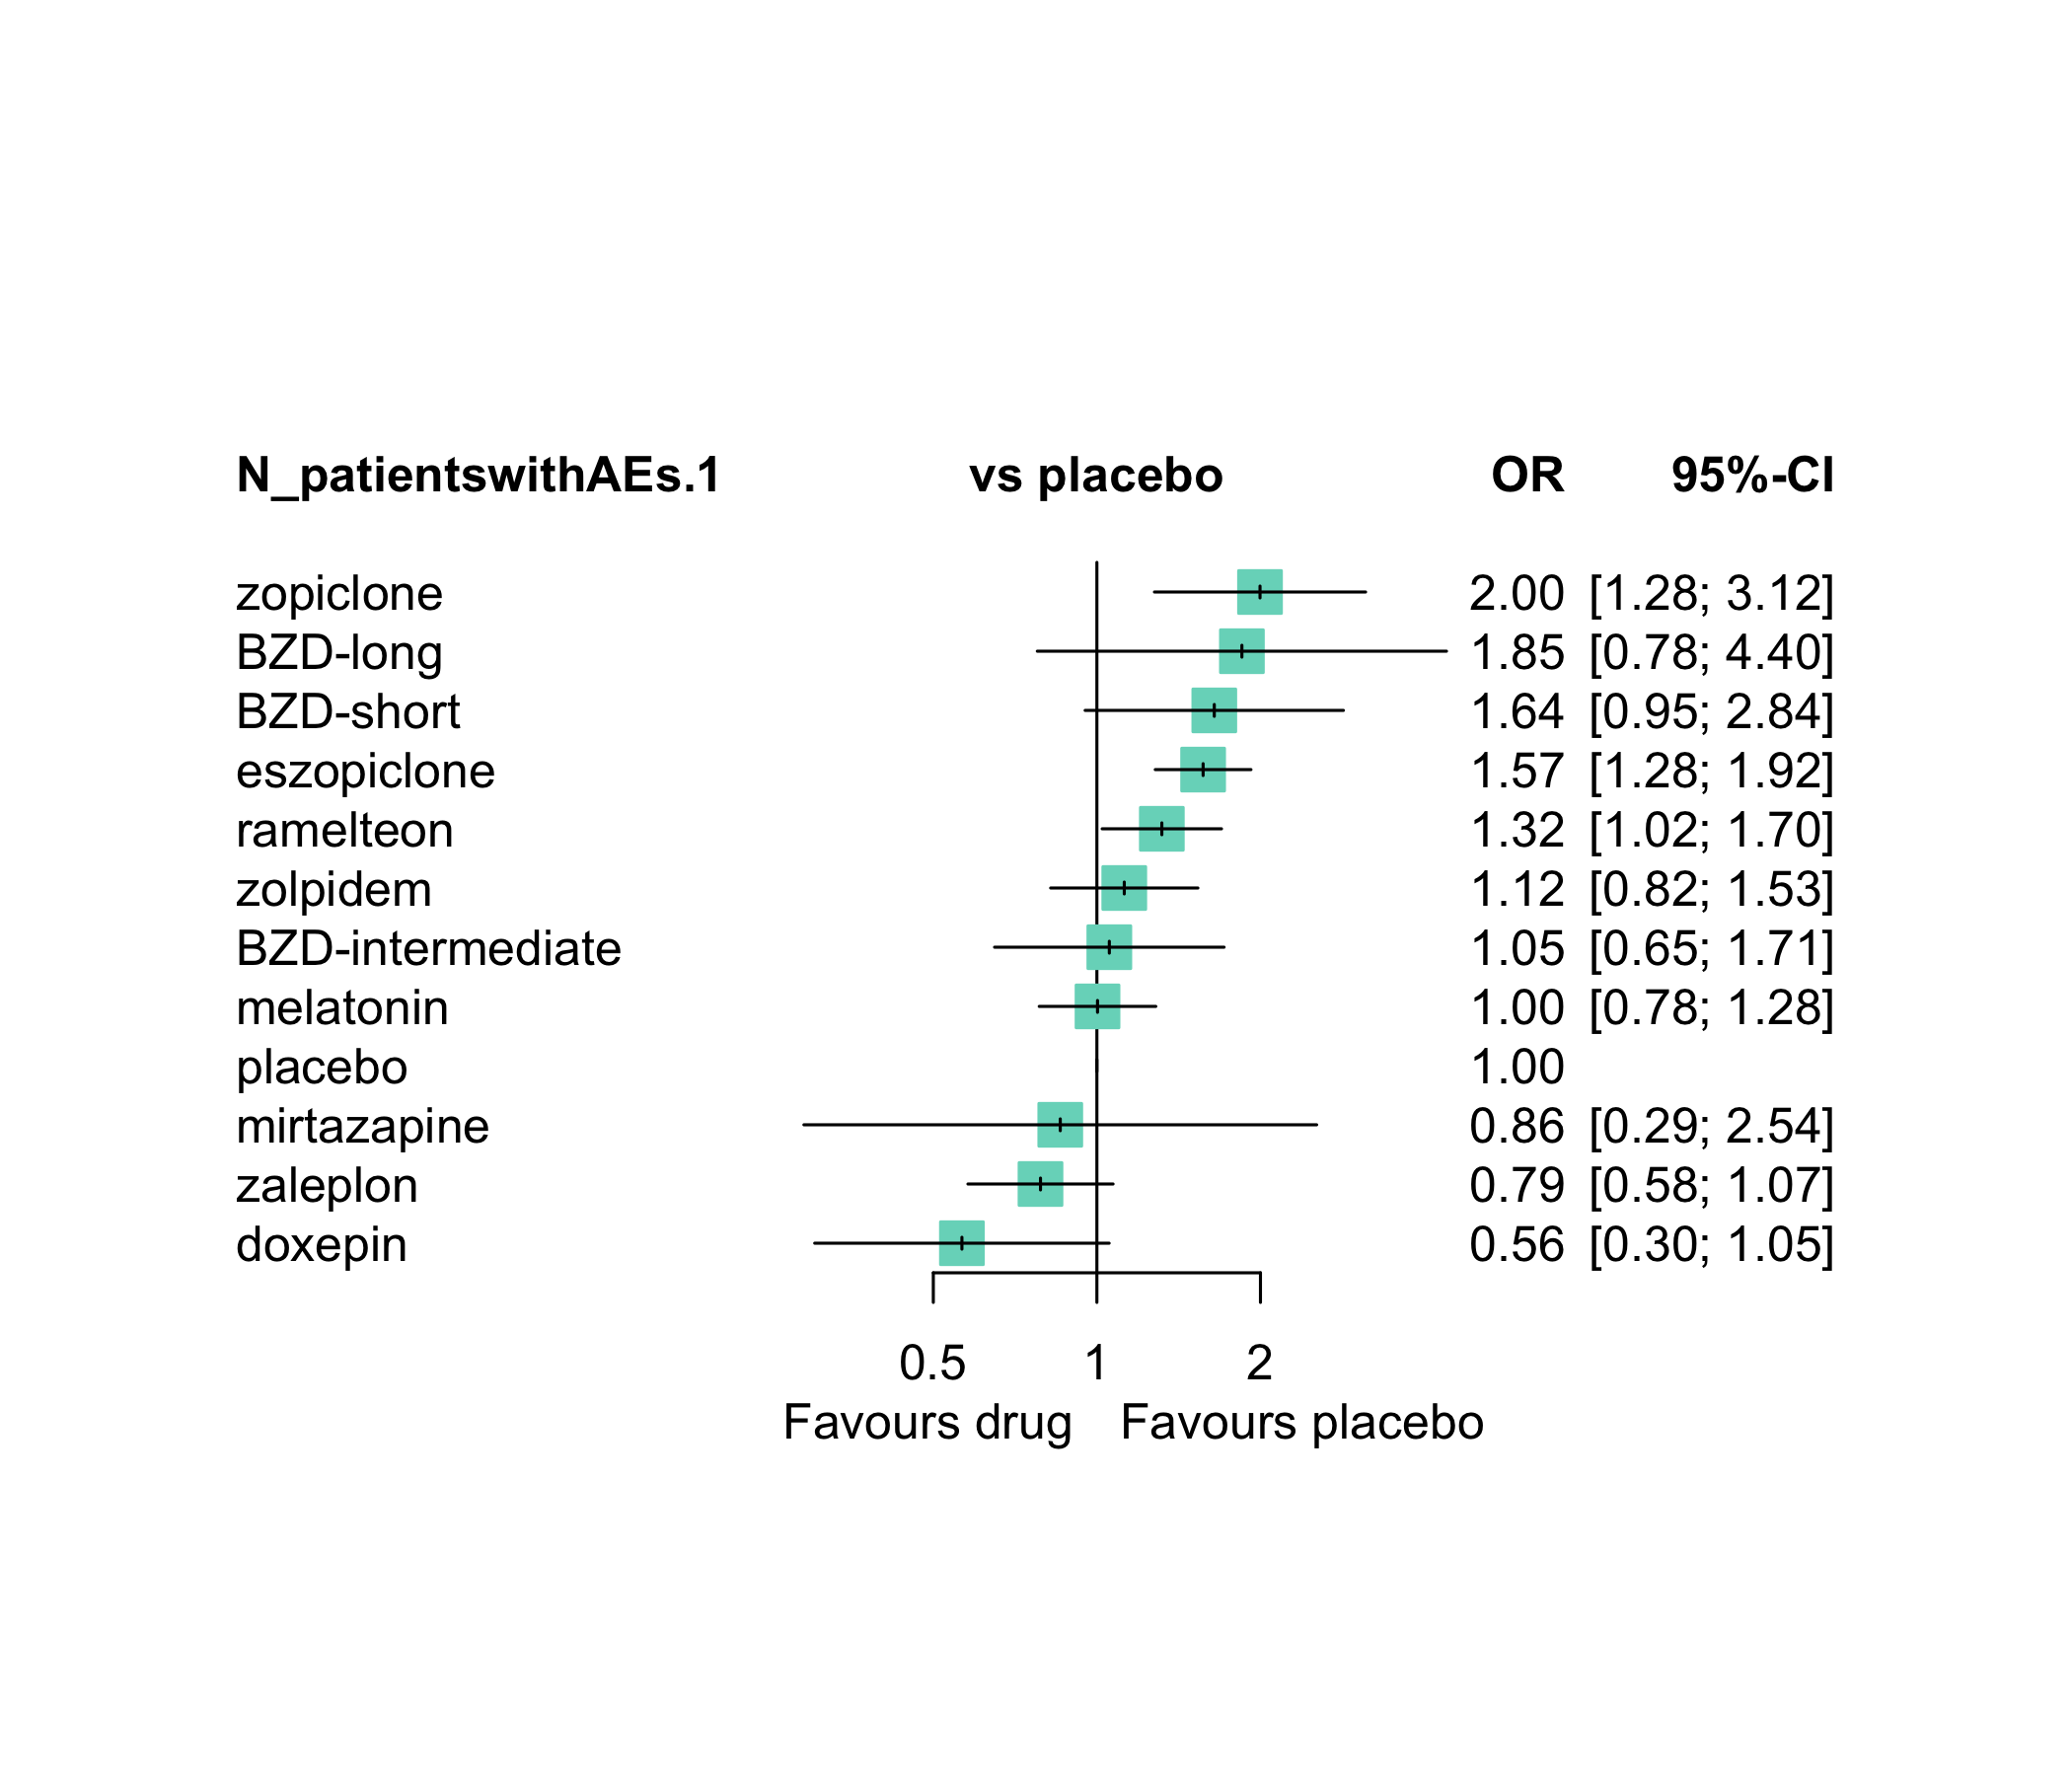 N_patientswithAEs.1 vs placebo OR 95%-CI
zopiclone 2.00 [1.28; 3.12]
BZD-long 1.85 [0.78; 4.40]
BZD-short 1.64 [0.95; 2.84]
eszopiclone 1.57 [1.28; 1.92]
ramelteon 1.32 [1.02; 1.70]
zolpidem 1.12 [0.82; 1.53]
BZD-intermediate 1.05 [0.65; 1.71]
melatonin 1.00 [0.78; 1.28]
placebo 1.00
mirtazapine 0.86 [0.29; 2.54]
zaleplon 0.79 [0.58; 1.07]
doxepin 0.56 [0.30; 1.05]
0.5 1 2
Favours drug Favours placebo